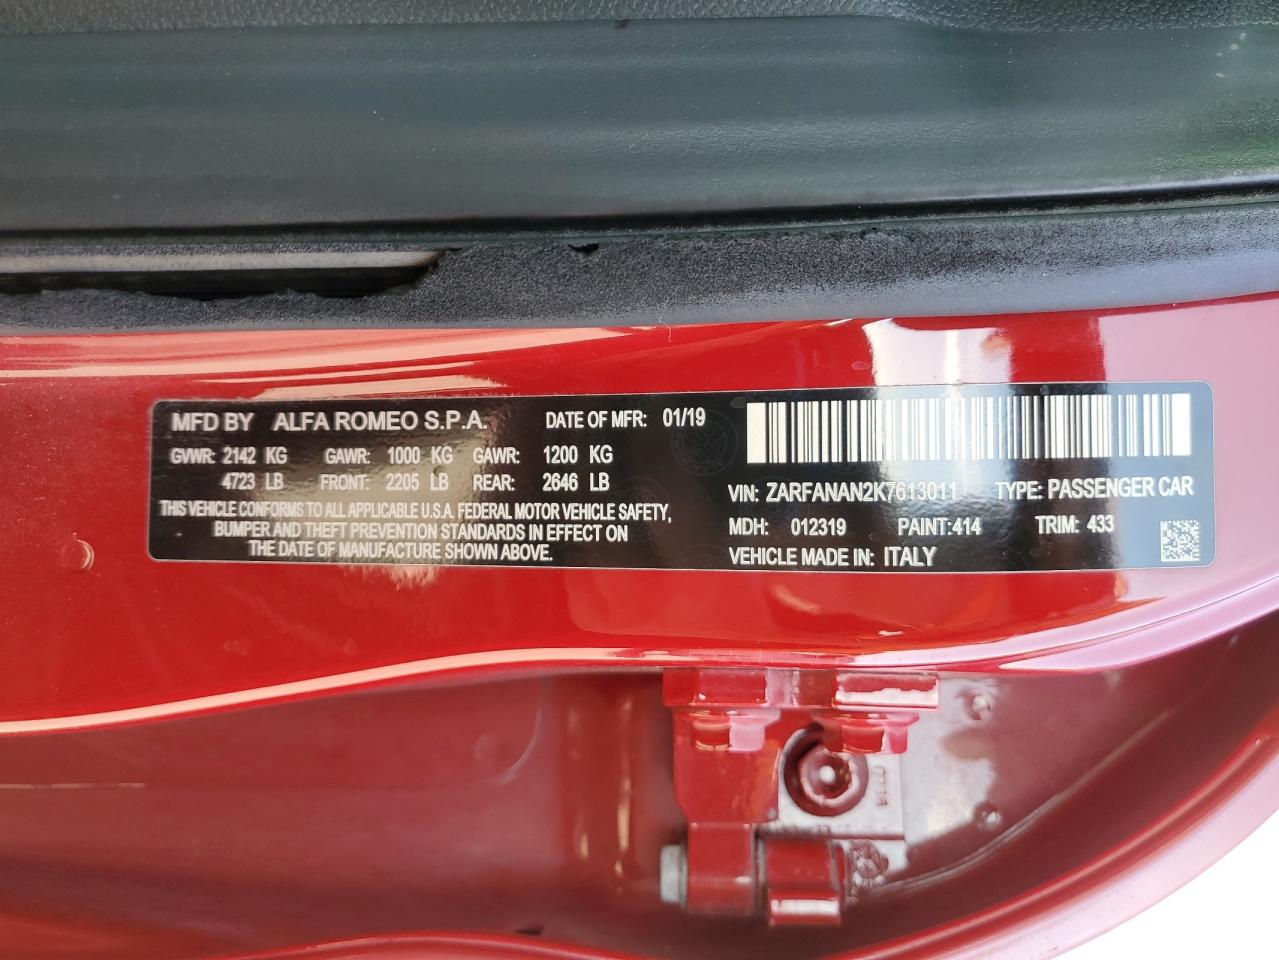 MFD BY ALFA ROMEO S.P.A. DATE OF MFR: 01/19
GVWR: 2142 KG GAWR: 1000 KG GAWR: 1200 KG
4723 LB FRONT: 2205 LB REAR: 2646 LB
THIS VEHICLE CONFORMS TO ALL APPLICABLE U.S.A. FEDERAL MOTOR VEHICLE SAFETY,
BUMPER AND THEFT PREVENTION STANDARDS IN EFFECT ON
THE DATE OF MANUFACTURE SHOWN ABOVE.
VIN: ZARFANAN2K7613011 TYPE: PASSENGER CAR
MDH: 012319 PAINT:414 TRIM: 433
VEHICLE MADE IN: ITALY